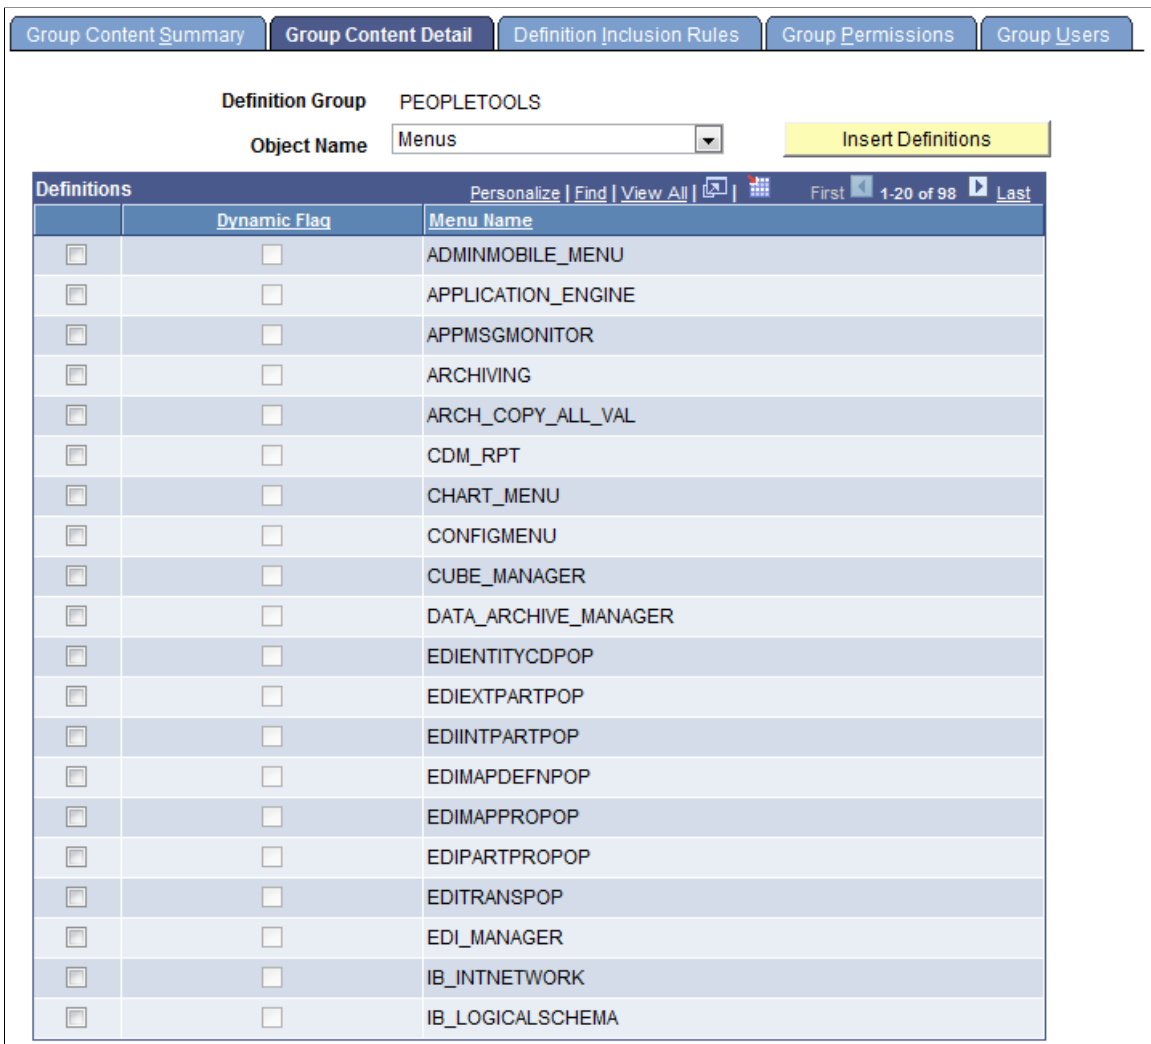 Group Content Summary Group Content Detail Definition Inclusion Rules Group Permissions Group Users
Definition Group PEOPLETOOLS
Object Name Menus Insert Definitions
Definitions Personalize | Find | View All | | First 1-20 of 98 Last
Dynamic Flag Menu Name
ADMINMOBILE_MENU
APPLICATION_ENGINE
APPMSGMONITOR
ARCHIVING
ARCH_COPY_ALL_VAL
CDM_RPT
CHART_MENU
CONFIGMENU
CUBE_MANAGER
DATA_ARCHIVE_MANAGER
EDIENTITYCDPOP
EDIEXTPARTPOP
EDIINTPARTPOP
EDIMAPDEFNPOP
EDIMAPPROPOP
EDIPARTPROPOP
EDITRANSPOP
EDI_MANAGER
IB_INTNETWORK
IB_LOGICALSCHEMA